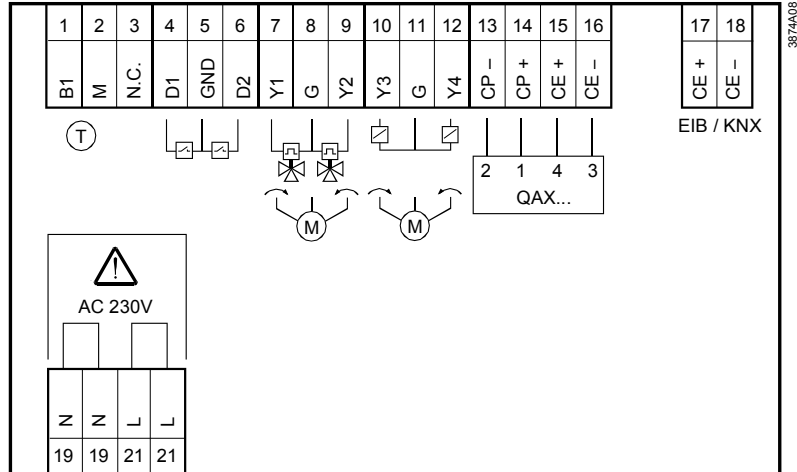 1 2 3 4 5 6 7 8 9 10 11 12 13 14 15 16 17 18
B1 M N.C. D1 GND D2 Y1 G Y2 Y3 G Y4 CP – CP + CE + CE - CE + CE –
3874A08
T
EIB / KNX
2 1 4 3
QAX...
M M
AC 230V
N N L L
19 19 21 21